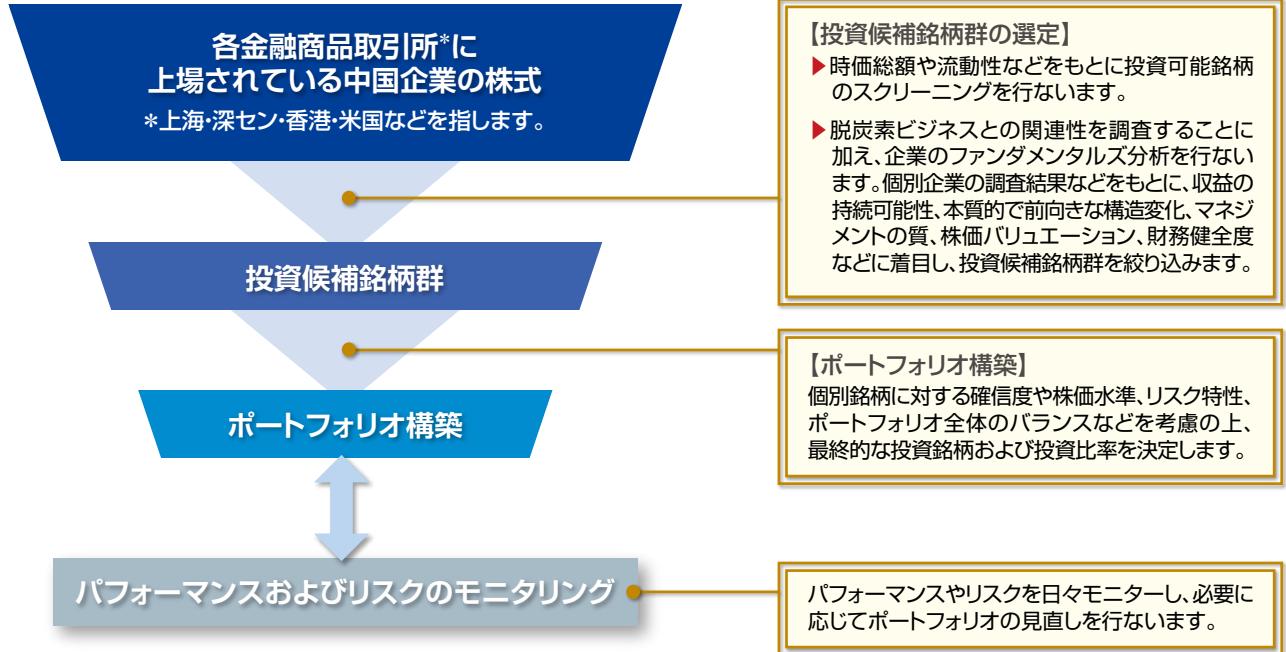 各金融商品取引所*に
上場されている中国企業の株式
*上海・深セン・香港・米国などを指します。
【投資候補銘柄群の選定】
▶時価総額や流動性などをもとに投資可能銘柄
のスクリーニングを行ないます。
▶脱炭素ビジネスとの関連性を調査することに
加え、企業のファンダメンタルズ分析を行ない
ます。個別企業の調査結果などをもとに、収益の
持続可能性、本質的で前向きな構造変化、マネジ
メントの質、株価バリュエーション、財務健全度
などに着目し、投資候補銘柄群を絞り込みます。
投資候補銘柄群
【ポートフォリオ構築】
個別銘柄に対する確信度や株価水準、リスク特性、
ポートフォリオ全体のバランスなどを考慮の上、
最終的な投資銘柄および投資比率を決定します。
ポートフォリオ構築
パフォーマンスおよびリスクのモニタリング
パフォーマンスやリスクを日々モニターし、必要に
応じてポートフォリオの見直しを行ないます。